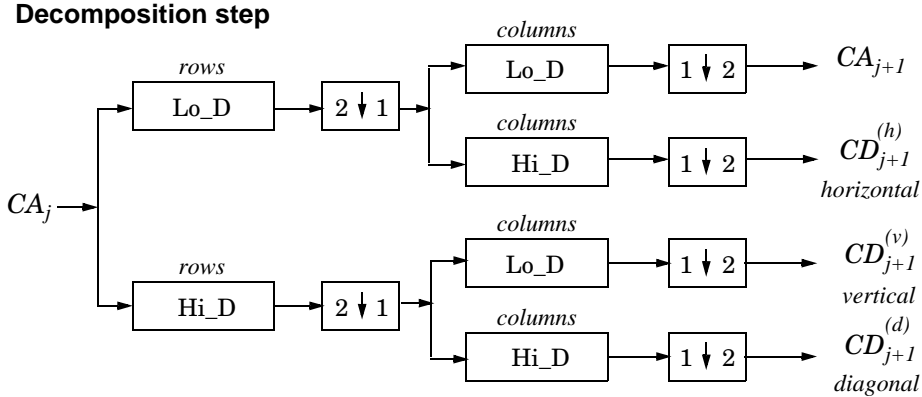 Decomposition step
columns
rows
Lo_D
1 ↓ 2
CA_{j+1}
Lo_D
2 ↓ 1
columns
Hi_D
1 ↓ 2
CD_{j+1}^{(h)}
horizontal
CA_j
columns
rows
Lo_D
1 ↓ 2
CD_{j+1}^{(v)}
Hi_D
2 ↓ 1
vertical
columns
Hi_D
1 ↓ 2
CD_{j+1}^{(d)}
diagonal